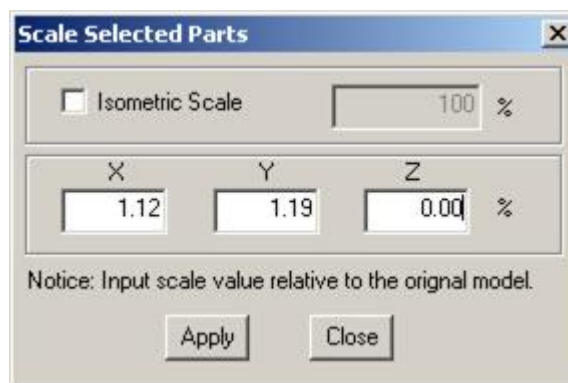 Scale Selected Parts
Isometric Scale 100 %
X Y Z
1.12 1.19 0.00 %
Notice: Input scale value relative to the orignal model.
Apply Close